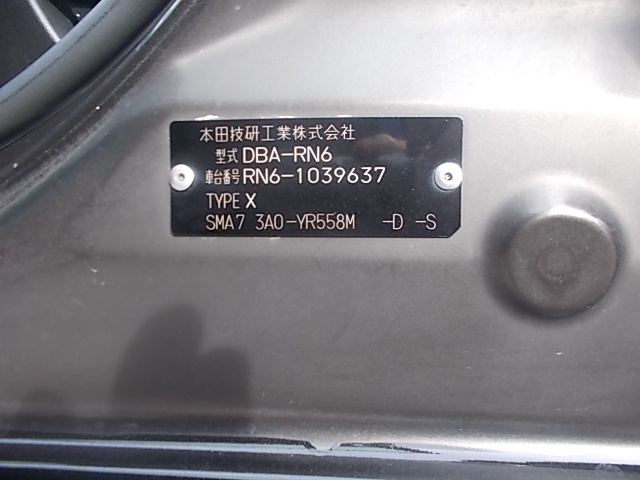 本田技研工業株式会社
型式 DBA-RN6
車台番号 RN6-1039637
TYPE X
SMA7 3A0-YR558M -D -S